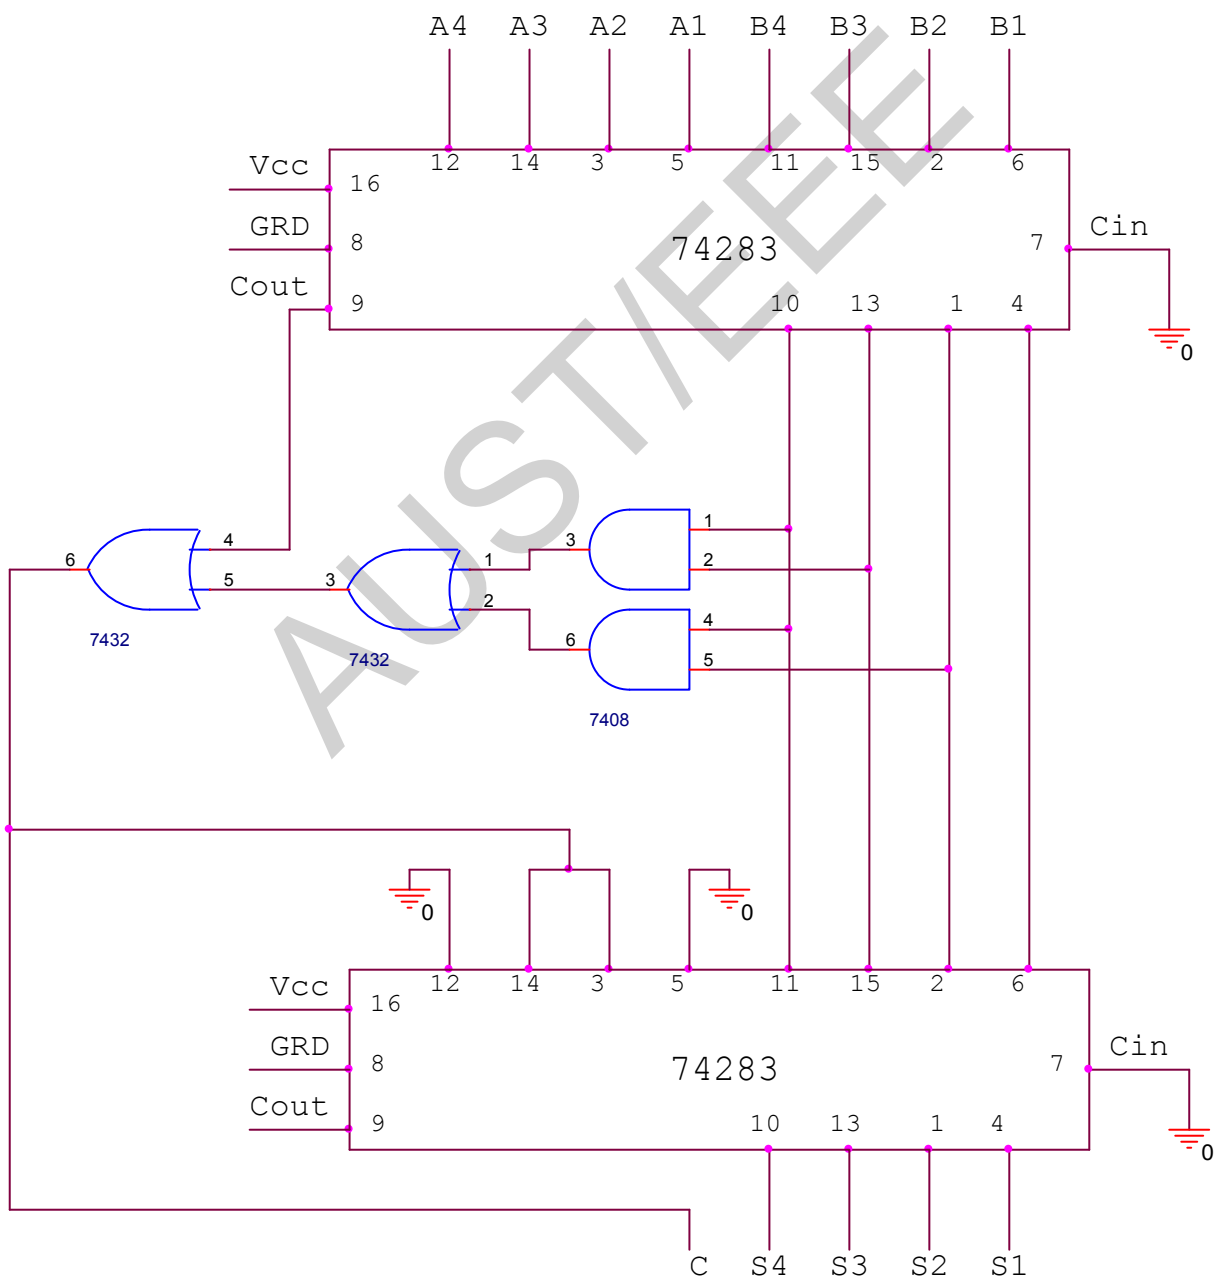 A4 A3 A2 A1 B4 B3 B2 B1
12 14 3 5 11 15 2 6
Vcc 16
GRD 8 74283 7 Cin
Cout 9 10 13 1 4
0
4 1
6 3 1 3 2
5 2 4
7432 6 5
7432
7408
0 0
12 14 3 5 11 15 2 6
Vcc 16
GRD 8 74283 7 Cin
Cout 9 10 13 1 4
0
C S4 S3 S2 S1
AUST/EEE